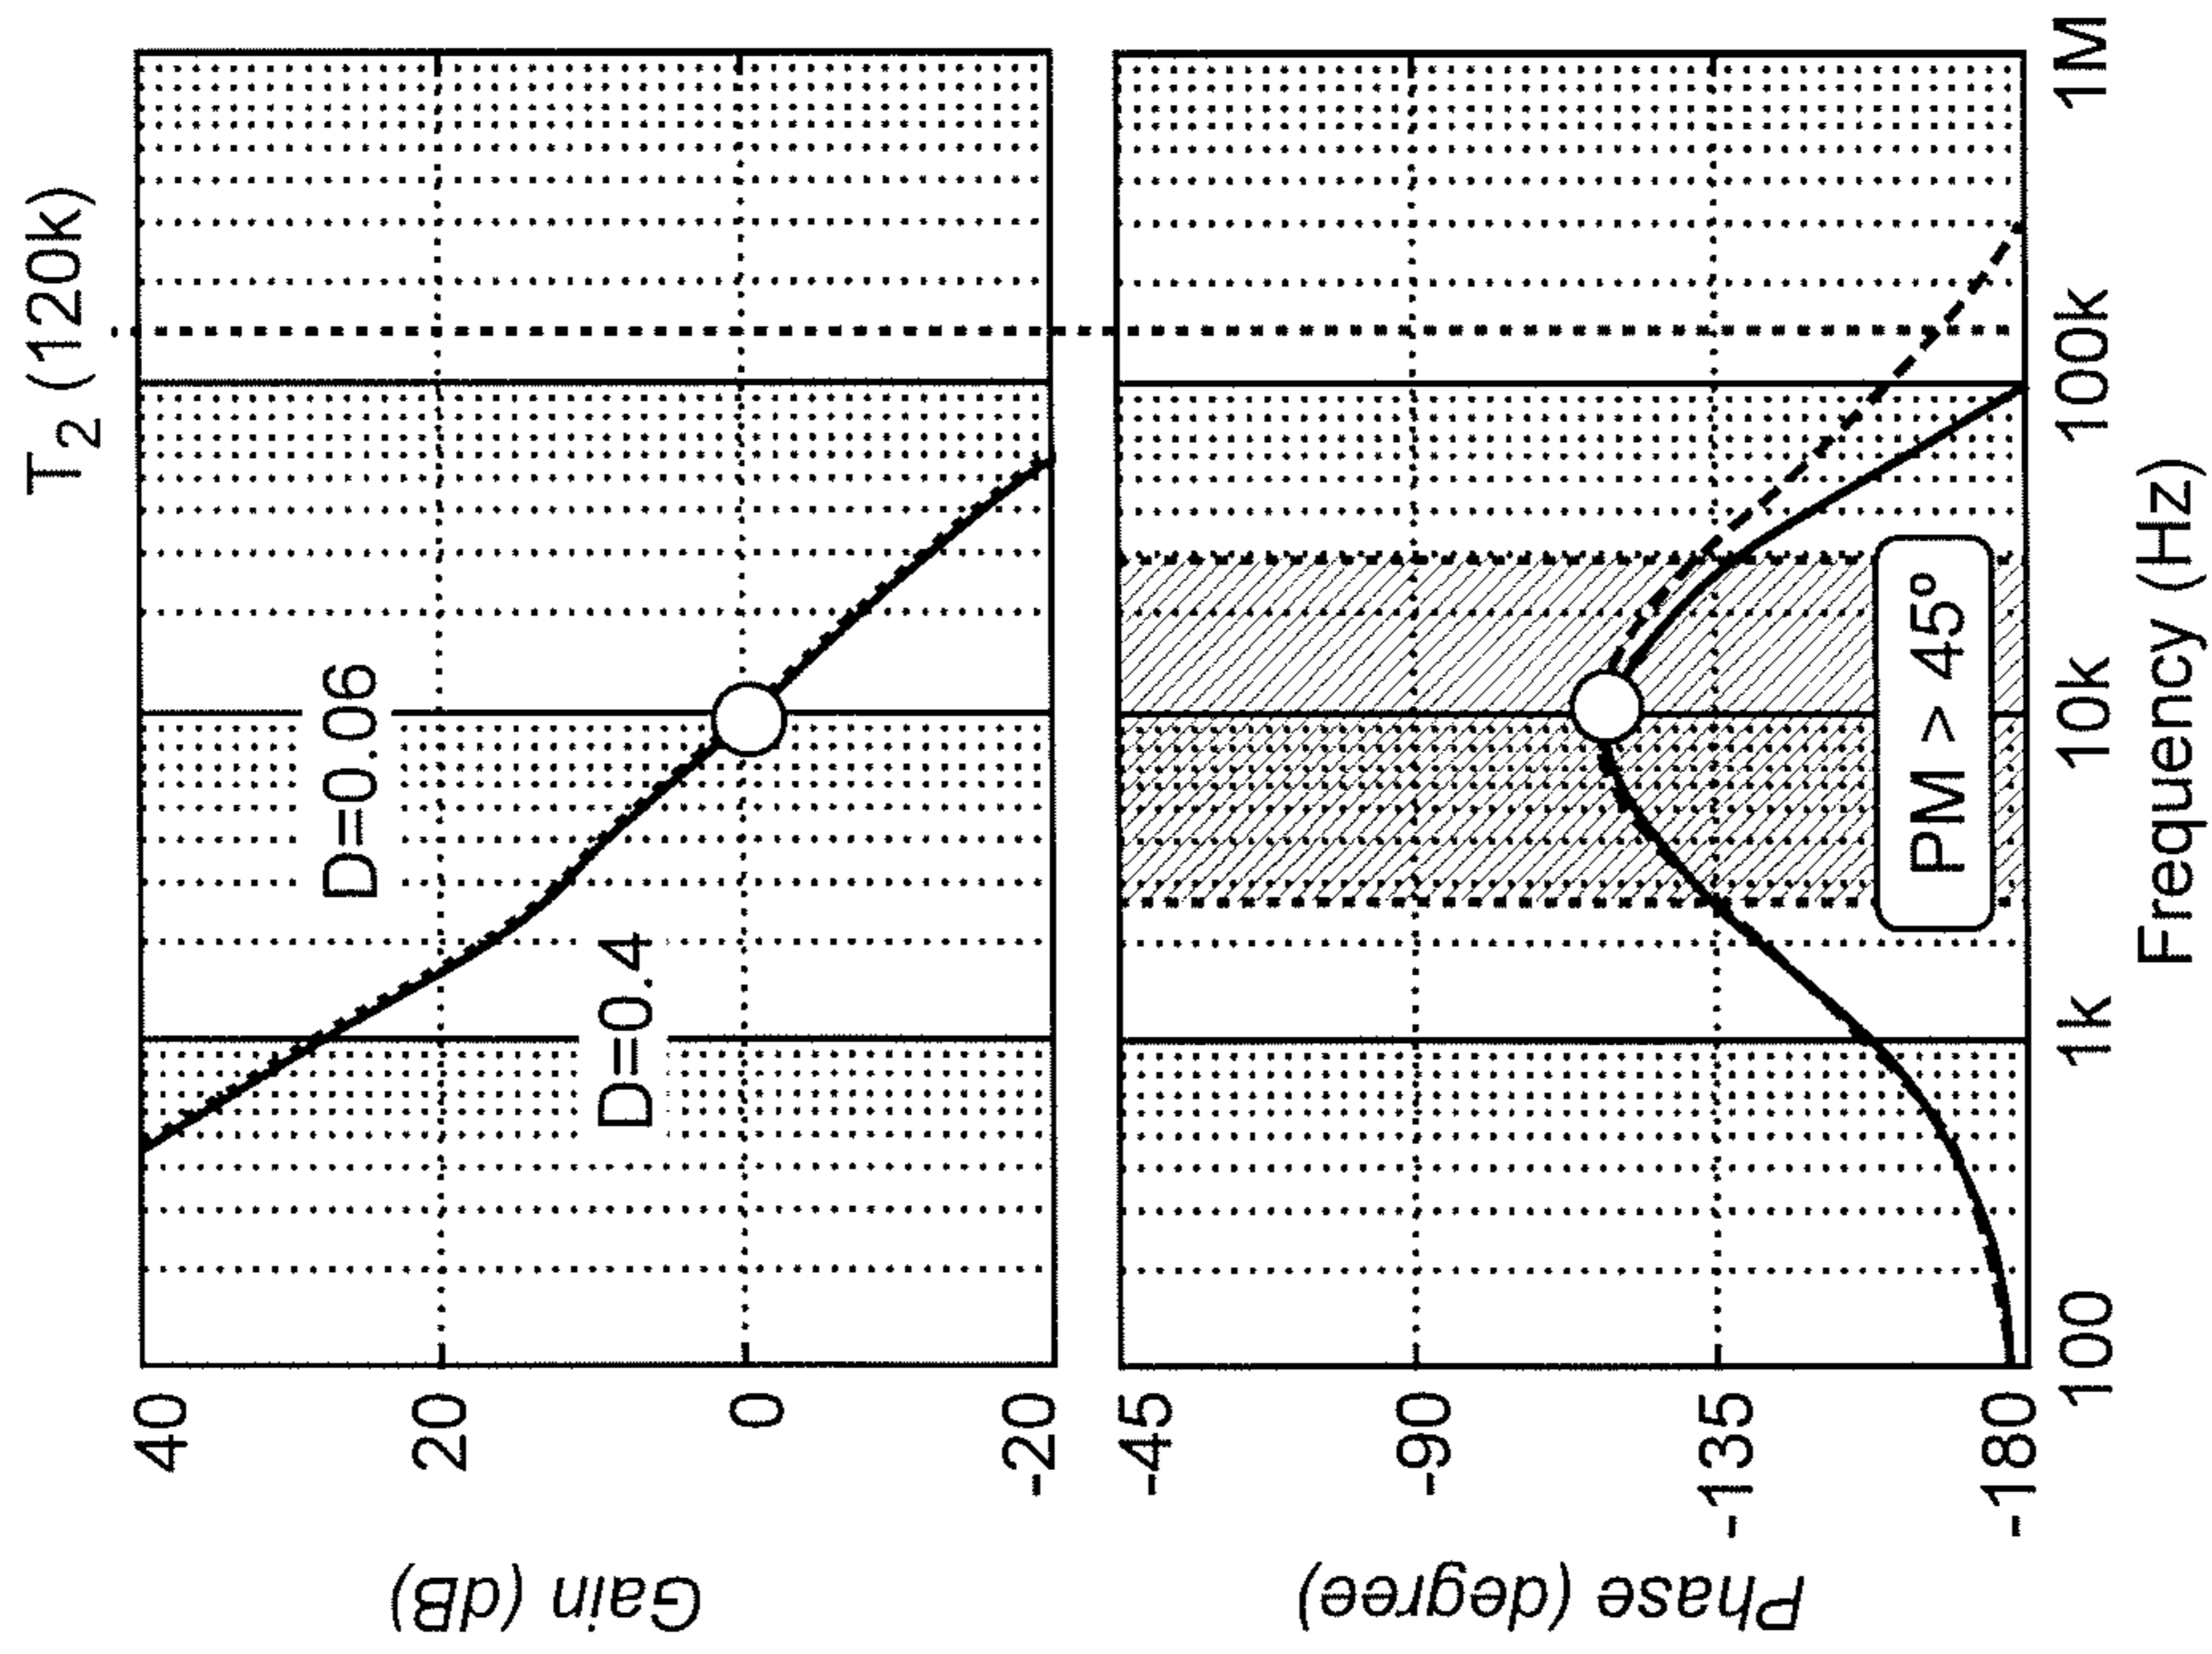 T2 (120k)
40
20
0
-20
Gain (dB)
D=0.06
D=0.4
-45
-90
-135
-180
Phase (degree)
PM > 45º
100
1k
10k
100k
1M
Frequency (Hz)